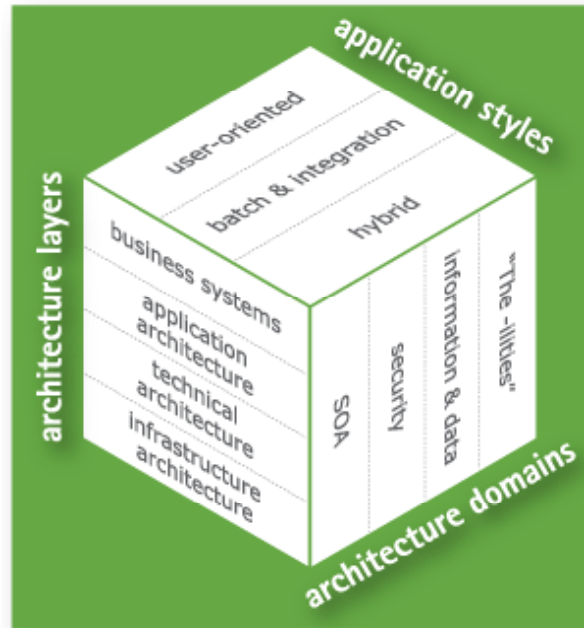 application styles
user-oriented
batch & integration
hybrid
architecture layers
business systems
application
architecture
technical
architecture
infrastructure
architecture
SOA
security
information & data
“The -ilities”
architecture domains